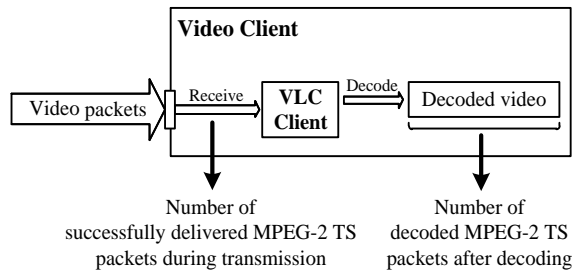 Video Client
Video packets
Receive
VLC
Client
Decode
Decoded video
Number of
successfully delivered MPEG-2 TS
packets during transmission
Number of
decoded MPEG-2 TS
packets after decoding